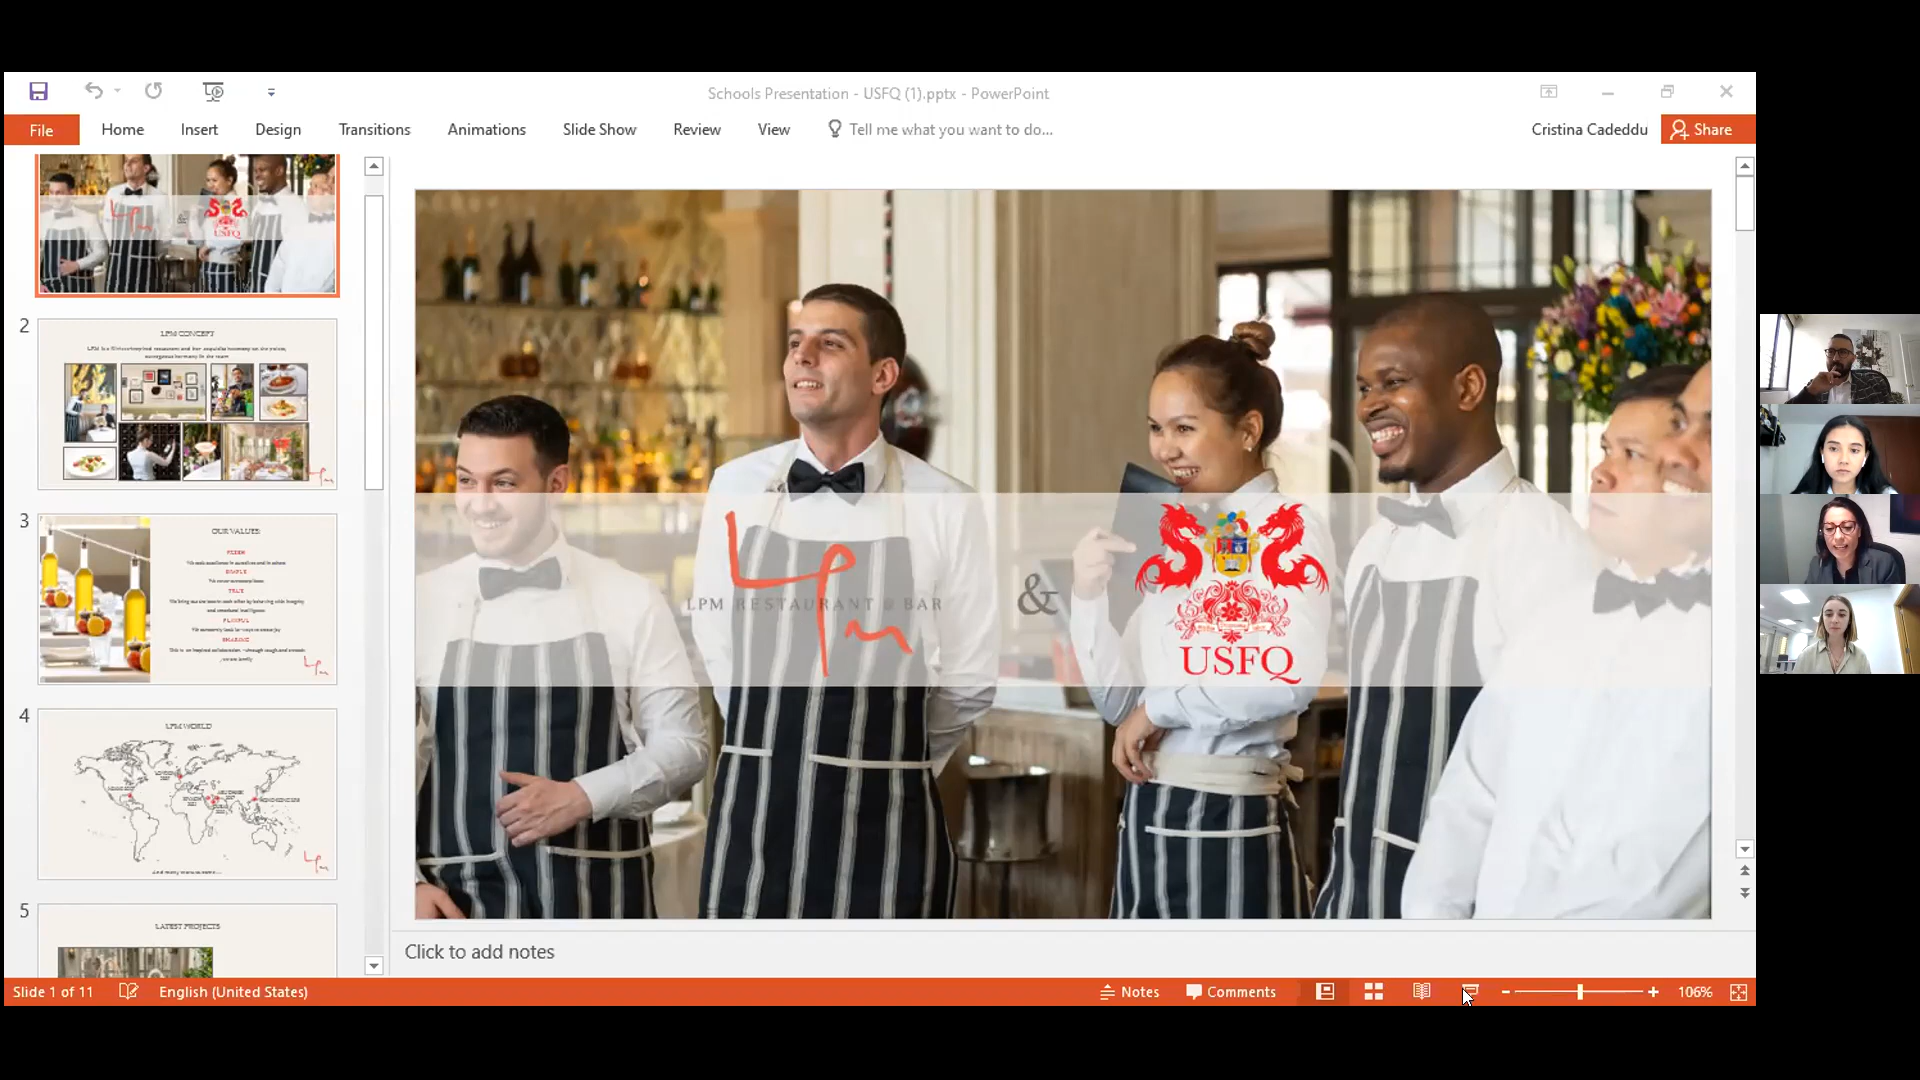 Schools Presentation - USFQ (1).pptx - PowerPoint
File
Home
Insert
Design
Transitions
Animations
Slide Show
Review
View
Tell me what you want to do...
Cristina Cadeddu
Share
USFQ
2
LPM CONCEPT
3
OUR VALUES
4
LPM WORLD
5
LATEST PROJECTS
Lpm
LPM RESTAURANT & BAR
&
USFQ
Click to add notes
Slide 1 of 11
English (United States)
Notes
Comments
106%